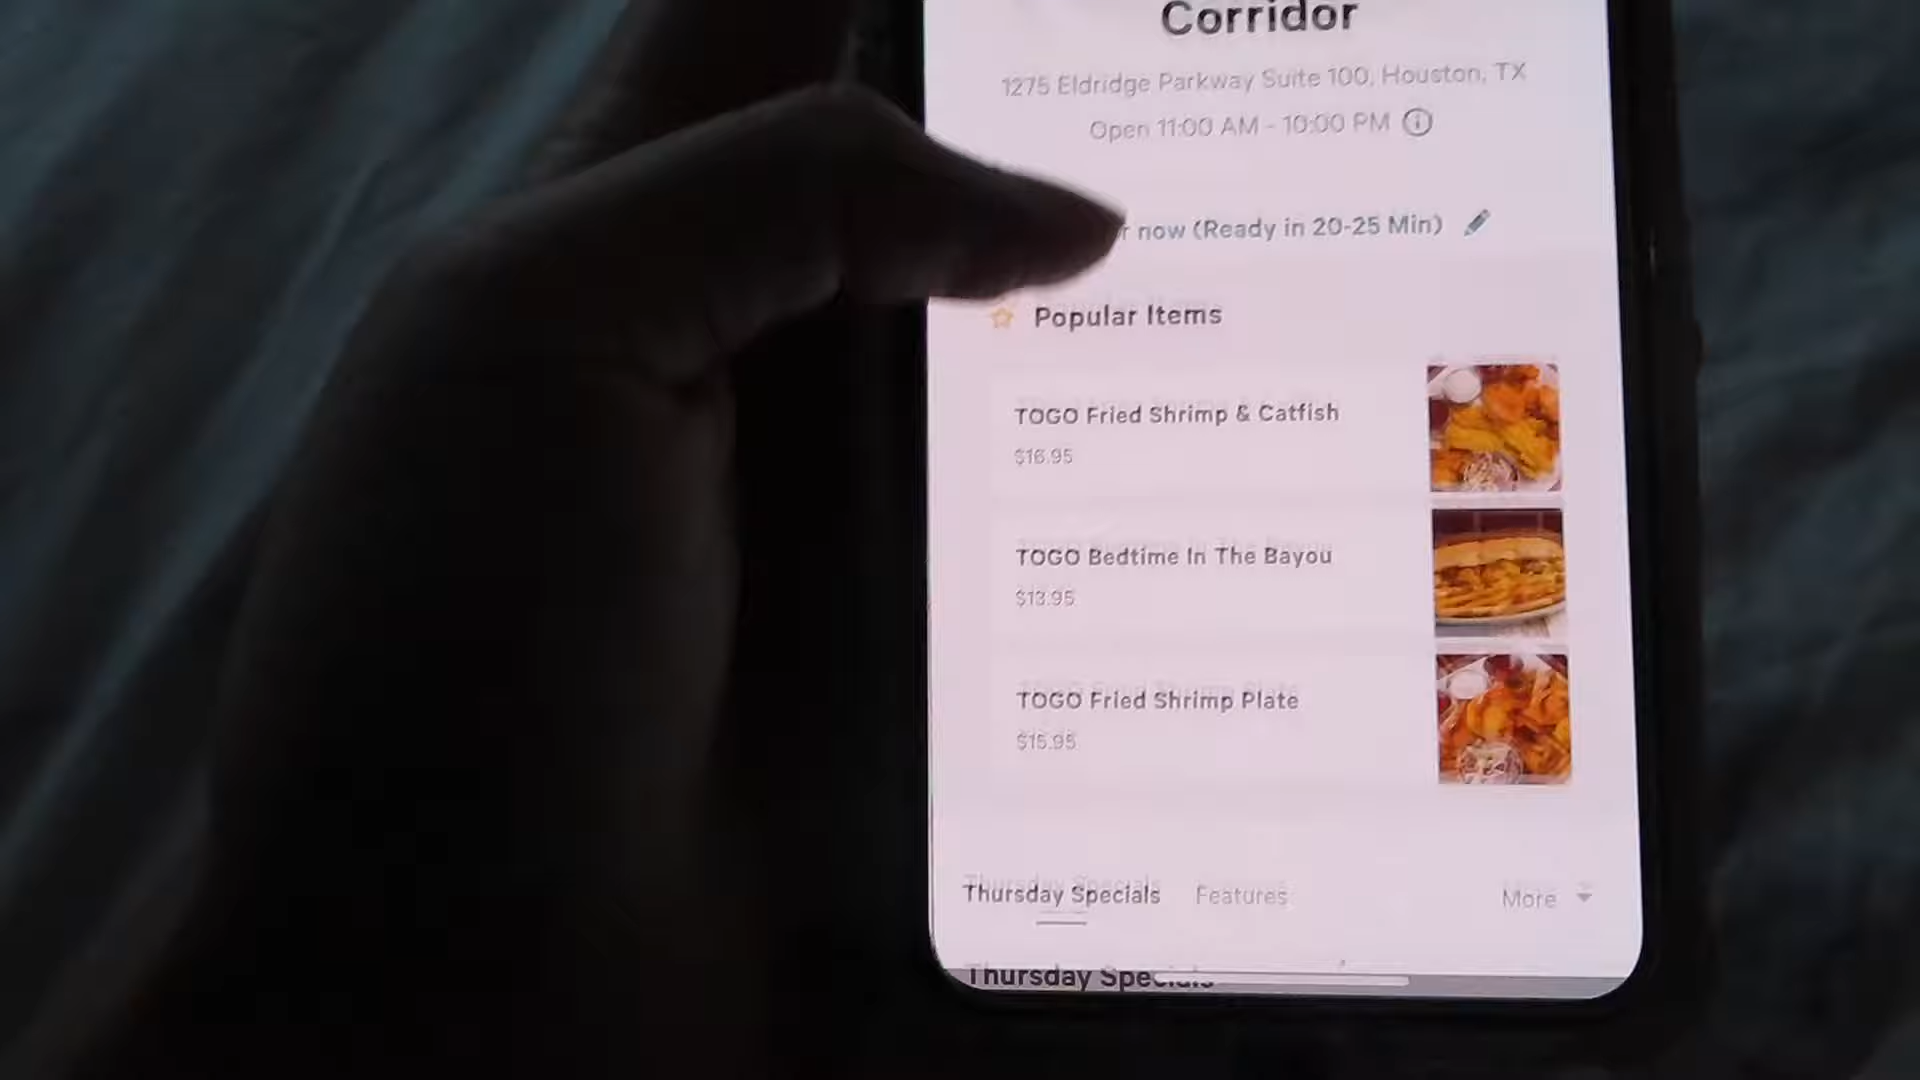 Corridor
1275 Eldridge Parkway Suite 100, Houston, TX
Open 11:00 AM - 10:00 PM
now (Ready in 20-25 Min)
Popular Items
TOGO Fried Shrimp & Catfish
$16.95
TOGO Bedtime In The Bayou
$13.95
TOGO Fried Shrimp Plate
$15.95
Thursday Specials Features More
Thursday Specials